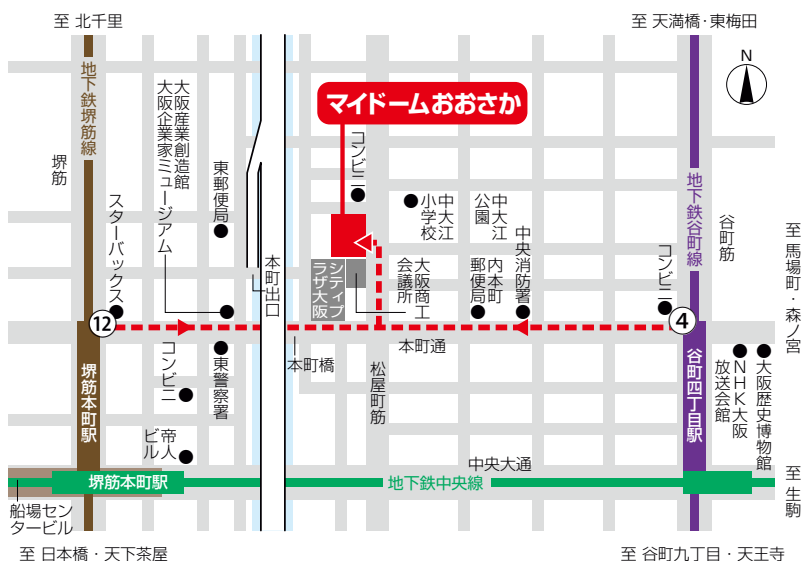 至 北千里
至 天満橋・東梅田
N
地下鉄堺筋線
堺筋
大阪産業創造館
大阪企業家ミュージアム
東郵便局
スターバックス
本町出口
マイドームおおさか
コンビニ
中大江
小学校
中大江
公園
中央消防署
内本町
郵便局
大阪商工
会議所
シティプ
ラザ大阪
コンビニ
地下鉄谷町線
谷町筋
至 馬場町・森ノ宮
12
4
本町通
本町橋
松屋町筋
堺筋本町駅
コンビニ
東警察署
帝人
ビル
谷町四丁目駅
NHK大阪
放送会館
大阪歴史博物館
中央大通
堺筋本町駅
地下鉄中央線
至 生駒
船場セン
タービル
至 日本橋・天下茶屋
至 谷町九丁目・天王寺